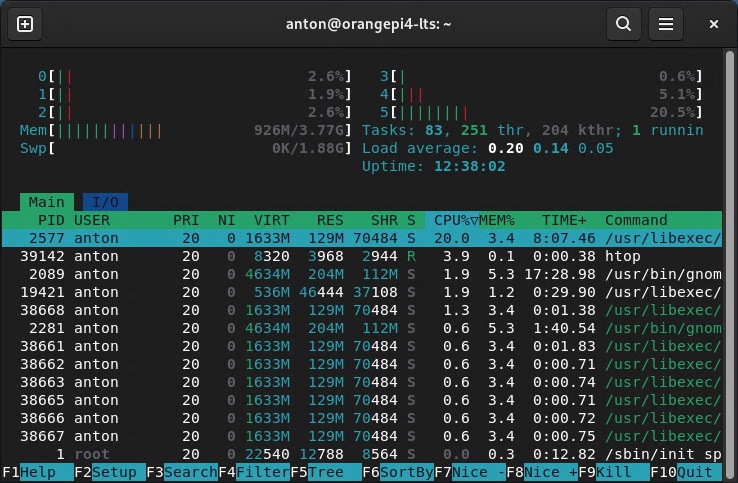 anton@orangepi4-lts: ~
0[|| 2.6%] 3[| 0.6%]
1[|| 1.9%] 4[||| 5.1%]
2[|| 2.6%] 5[|||||||| 20.5%]
Mem[|||||||||||||| 926M/3.77G] Tasks: 83, 251 thr, 204 kthr; 1 runnin
Swp[ 0K/1.88G] Load average: 0.20 0.14 0.05
Uptime: 12:38:02
Main I/O
PID USER PRI NI VIRT RES SHR S CPU%▽MEM% TIME+ Command
2577 anton 20 0 1633M 129M 70484 S 20.0 3.4 8:07.46 /usr/libexec/
39142 anton 20 0 8320 3968 2944 R 3.9 0.1 0:00.38 htop
2089 anton 20 0 4634M 204M 112M S 1.9 5.3 17:28.98 /usr/bin/gnom
19421 anton 20 0 536M 46444 37108 S 1.9 1.2 0:29.90 /usr/libexec/
38668 anton 20 0 1633M 129M 70484 S 1.3 3.4 0:01.38 /usr/libexec/
2281 anton 20 0 4634M 204M 112M S 0.6 5.3 1:40.54 /usr/bin/gnom
38661 anton 20 0 1633M 129M 70484 S 0.6 3.4 0:01.83 /usr/libexec/
38662 anton 20 0 1633M 129M 70484 S 0.6 3.4 0:00.71 /usr/libexec/
38663 anton 20 0 1633M 129M 70484 S 0.6 3.4 0:00.74 /usr/libexec/
38665 anton 20 0 1633M 129M 70484 S 0.6 3.4 0:00.71 /usr/libexec/
38666 anton 20 0 1633M 129M 70484 S 0.6 3.4 0:00.72 /usr/libexec/
38667 anton 20 0 1633M 129M 70484 S 0.6 3.4 0:00.75 /usr/libexec/
1 root 20 0 22540 12788 8564 S 0.0 0.3 0:12.82 /sbin/init sp
F1Help F2Setup F3SearchF4FilterF5Tree F6SortByF7Nice -F8Nice +F9Kill F10Quit